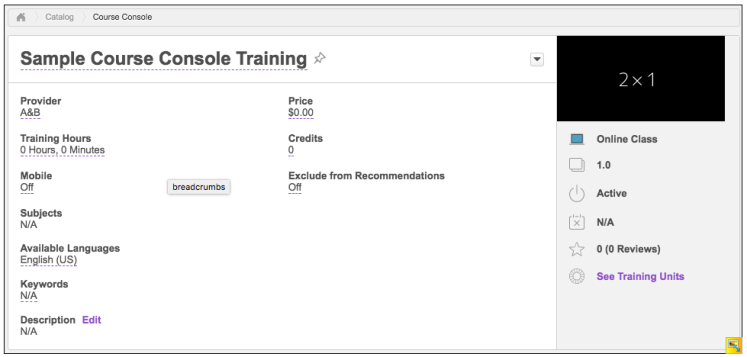 Catalog Course Console
Sample Course Console Training
2×1
Provider
A&B
Price
$0.00
Training Hours
0 Hours, 0 Minutes
Credits
0
Mobile
Off
breadcrumbs
Exclude from Recommendations
Off
Subjects
N/A
Available Languages
English (US)
Keywords
N/A
Description Edit
N/A
Online Class
1.0
Active
N/A
0 (0 Reviews)
See Training Units